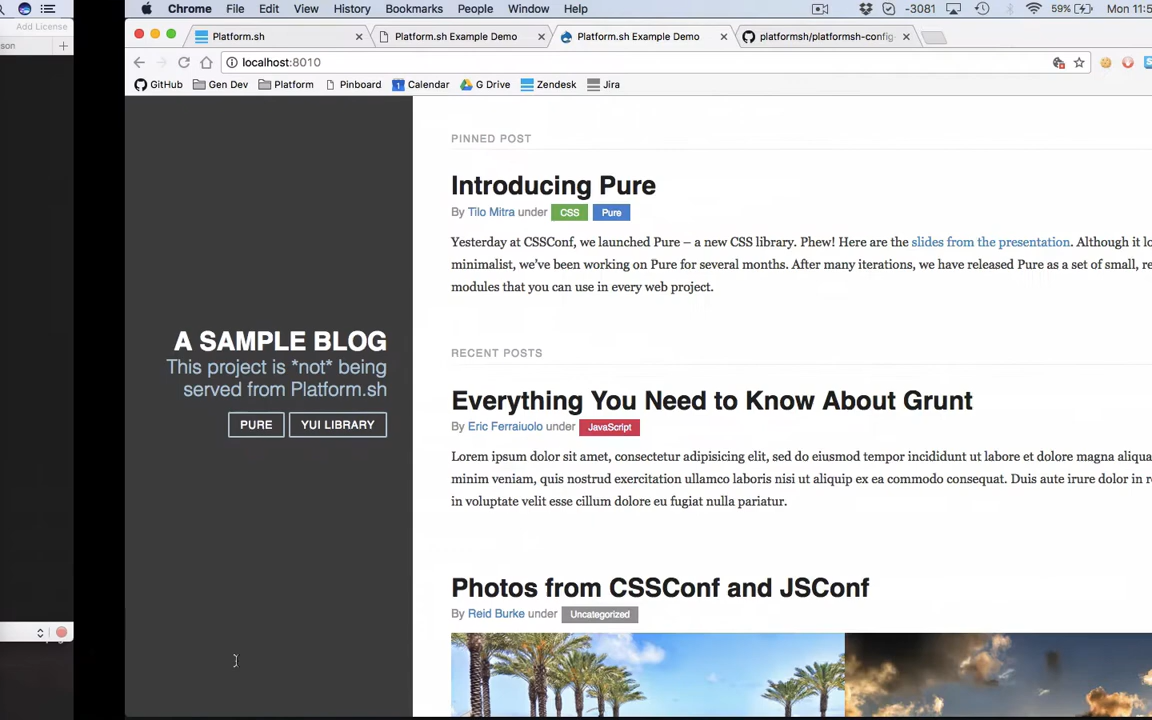 Chrome File Edit View History Bookmarks People Window Help -3081 59% Mon 11:5
Add License
son
Platform.sh Platform.sh Example Demo Platform.sh Example Demo platformsh/platformsh-config-
localhost:8010
GitHub Gen Dev Platform Pinboard 1 Calendar G Drive Zendesk Jira
PINNED POST
Introducing Pure
By Tilo Mitra under CSS Pure
Yesterday at CSSConf, we launched Pure – a new CSS library. Phew! Here are the slides from the presentation. Although it lo
minimalist, we've been working on Pure for several months. After many iterations, we have released Pure as a set of small, re
modules that you can use in every web project.
A SAMPLE BLOG
This project is *not* being
served from Platform.sh
PURE YUI LIBRARY
RECENT POSTS
Everything You Need to Know About Grunt
By Eric Ferraiuolo under JavaScript
Lorem ipsum dolor sit amet, consectetur adipisicing elit, sed do eiusmod tempor incididunt ut labore et dolore magna aliqua
minim veniam, quis nostrud exercitation ullamco laboris nisi ut aliquip ex ea commodo consequat. Duis aute irure dolor in re
in voluptate velit esse cillum dolore eu fugiat nulla pariatur.
Photos from CSSConf and JSConf
By Reid Burke under Uncategorized